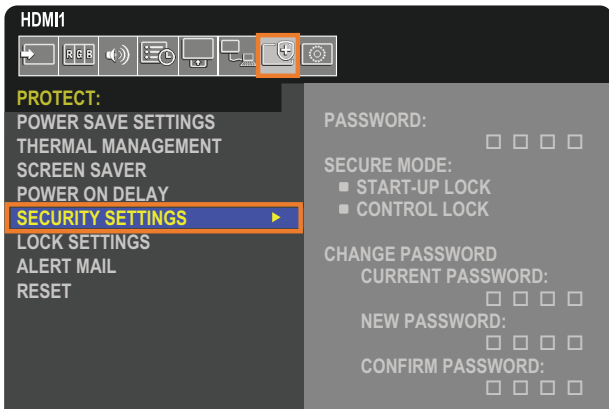 HDMI1
RGB
PROTECT:
POWER SAVE SETTINGS
THERMAL MANAGEMENT
SCREEN SAVER
POWER ON DELAY
SECURITY SETTINGS
LOCK SETTINGS
ALERT MAIL
RESET
PASSWORD:
SECURE MODE:
START-UP LOCK
CONTROL LOCK
CHANGE PASSWORD
CURRENT PASSWORD:
NEW PASSWORD:
CONFIRM PASSWORD: